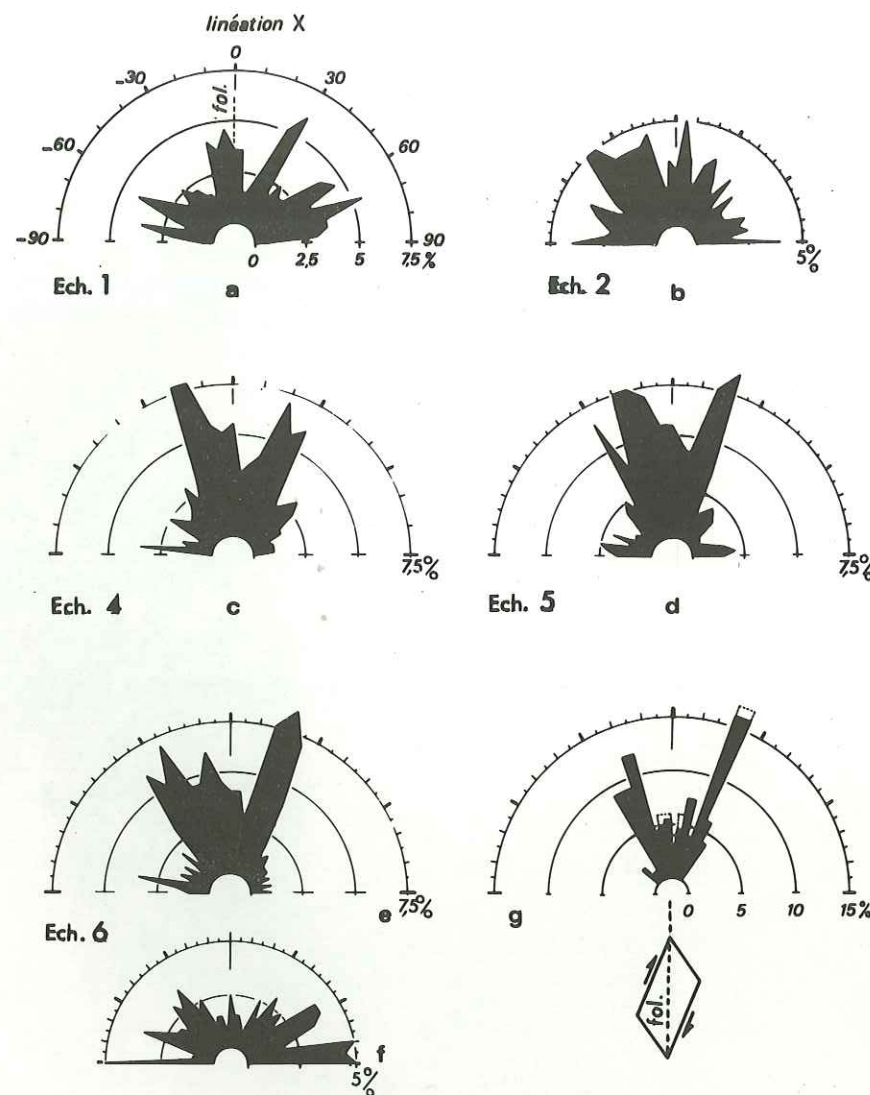 linéation X
0
-30 30
fol.
-60 60
-90 90
0 2,5 5 7,5 %
Ech. 1 a
5%
Ech. 2 b
7,5%
Ech. 4 c
7,5%
Ech. 5 d
7,5%
e
Ech. 6
0 5 10 15%
g
f
5%
fol.